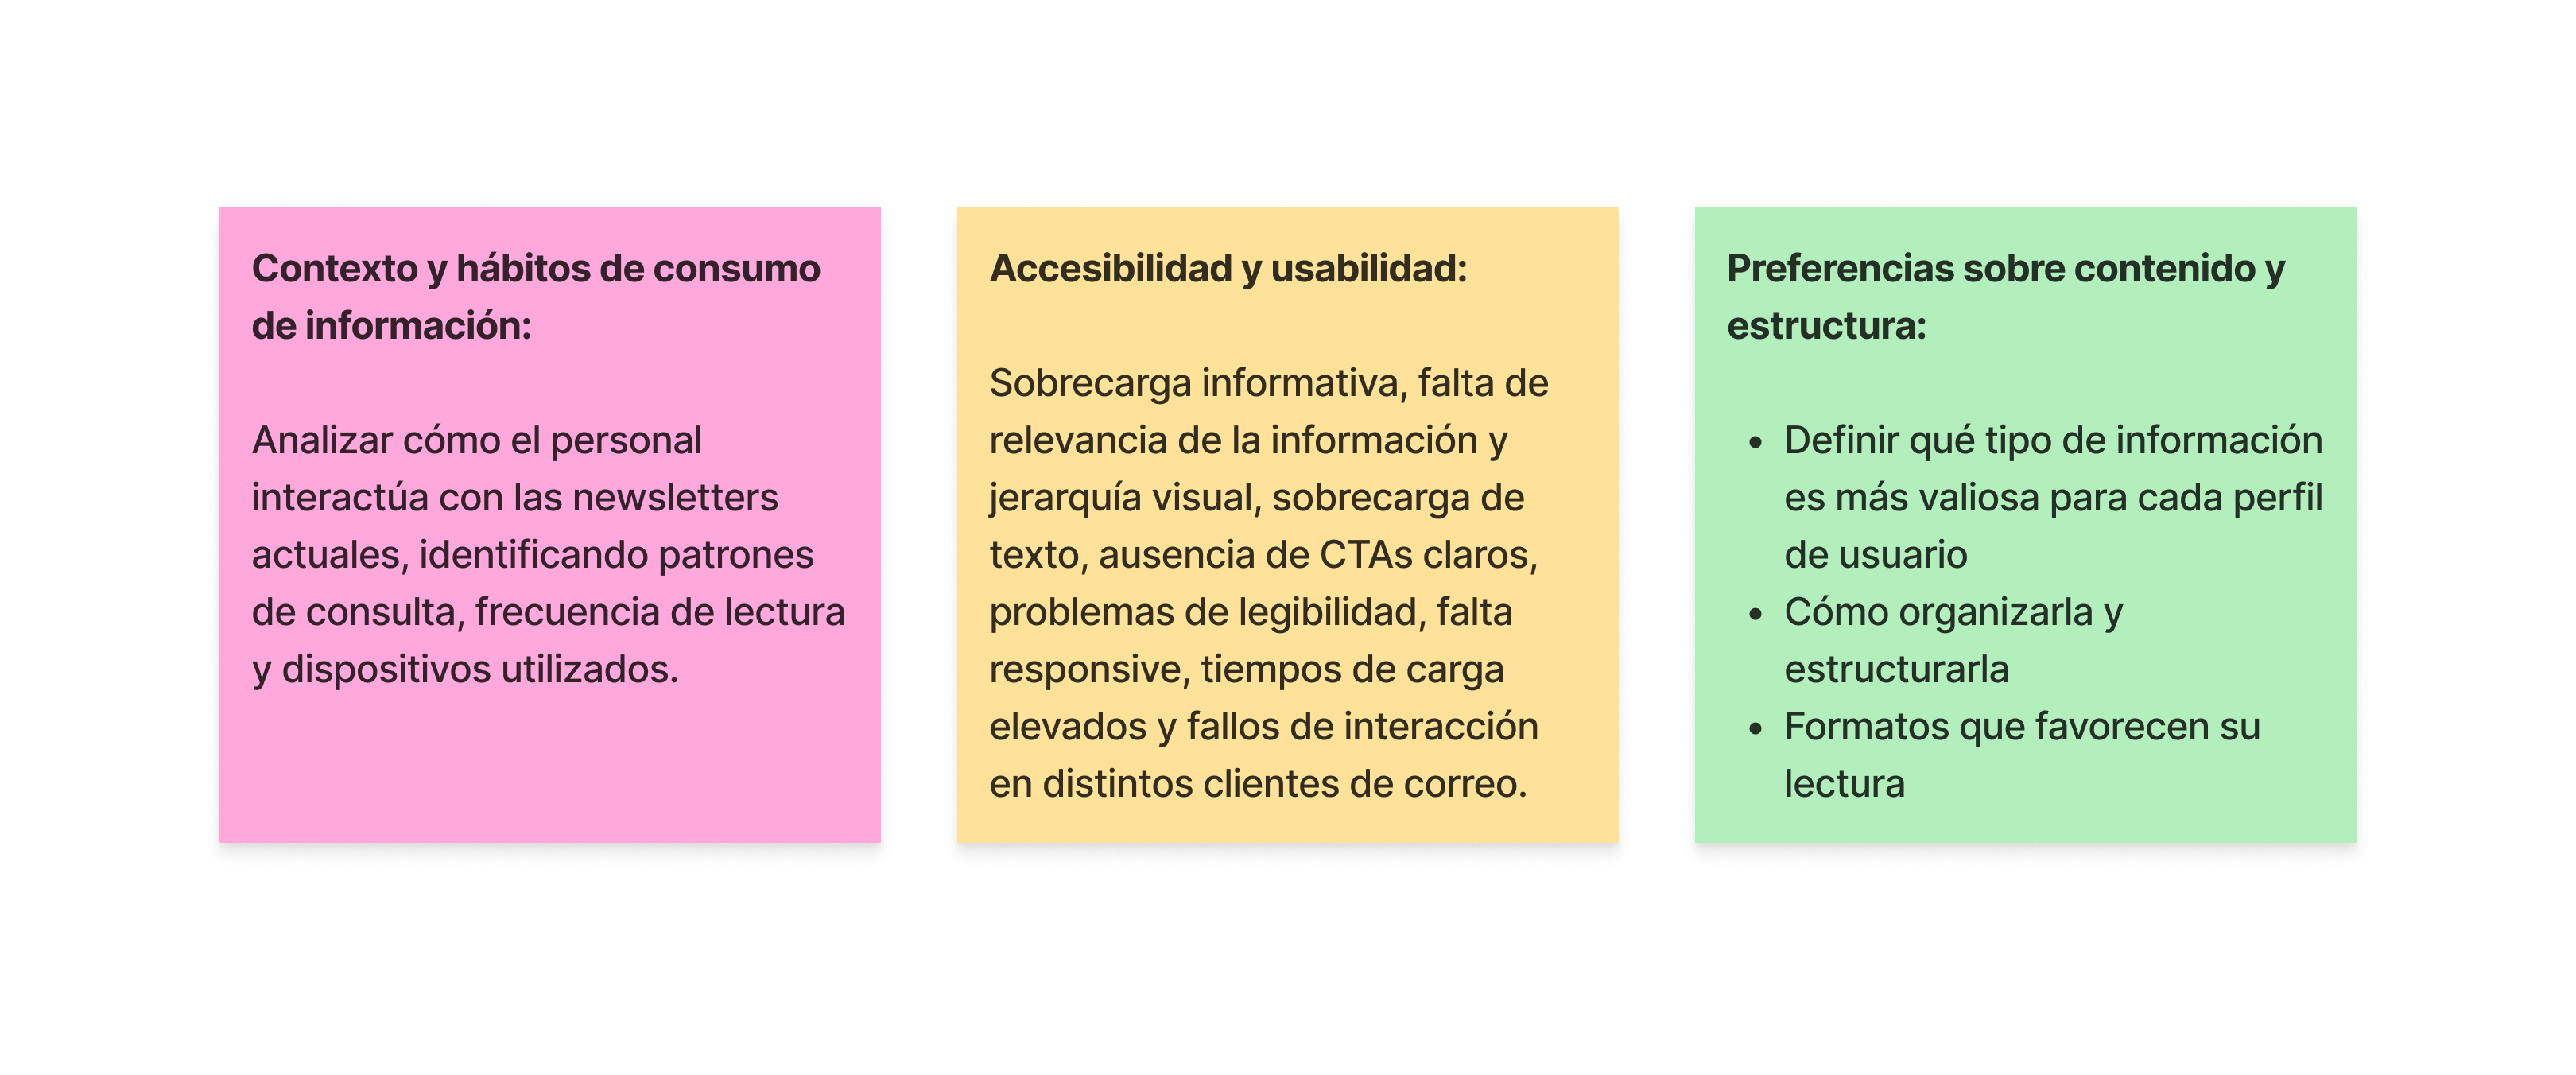 Contexto y hábitos de consumo
de información:
Analizar cómo el personal
interactúa con las newsletters
actuales, identificando patrones
de consulta, frecuencia de lectura
y dispositivos utilizados.
Accesibilidad y usabilidad:
Sobrecarga informativa, falta de
relevancia de la información y
jerarquía visual, sobrecarga de
texto, ausencia de CTAs claros,
problemas de legibilidad, falta
responsive, tiempos de carga
elevados y fallos de interacción
en distintos clientes de correo.
Preferencias sobre contenido y
estructura:
• Definir qué tipo de información
es más valiosa para cada perfil
de usuario
• Cómo organizarla y
estructurarla
• Formatos que favorecen su
lectura